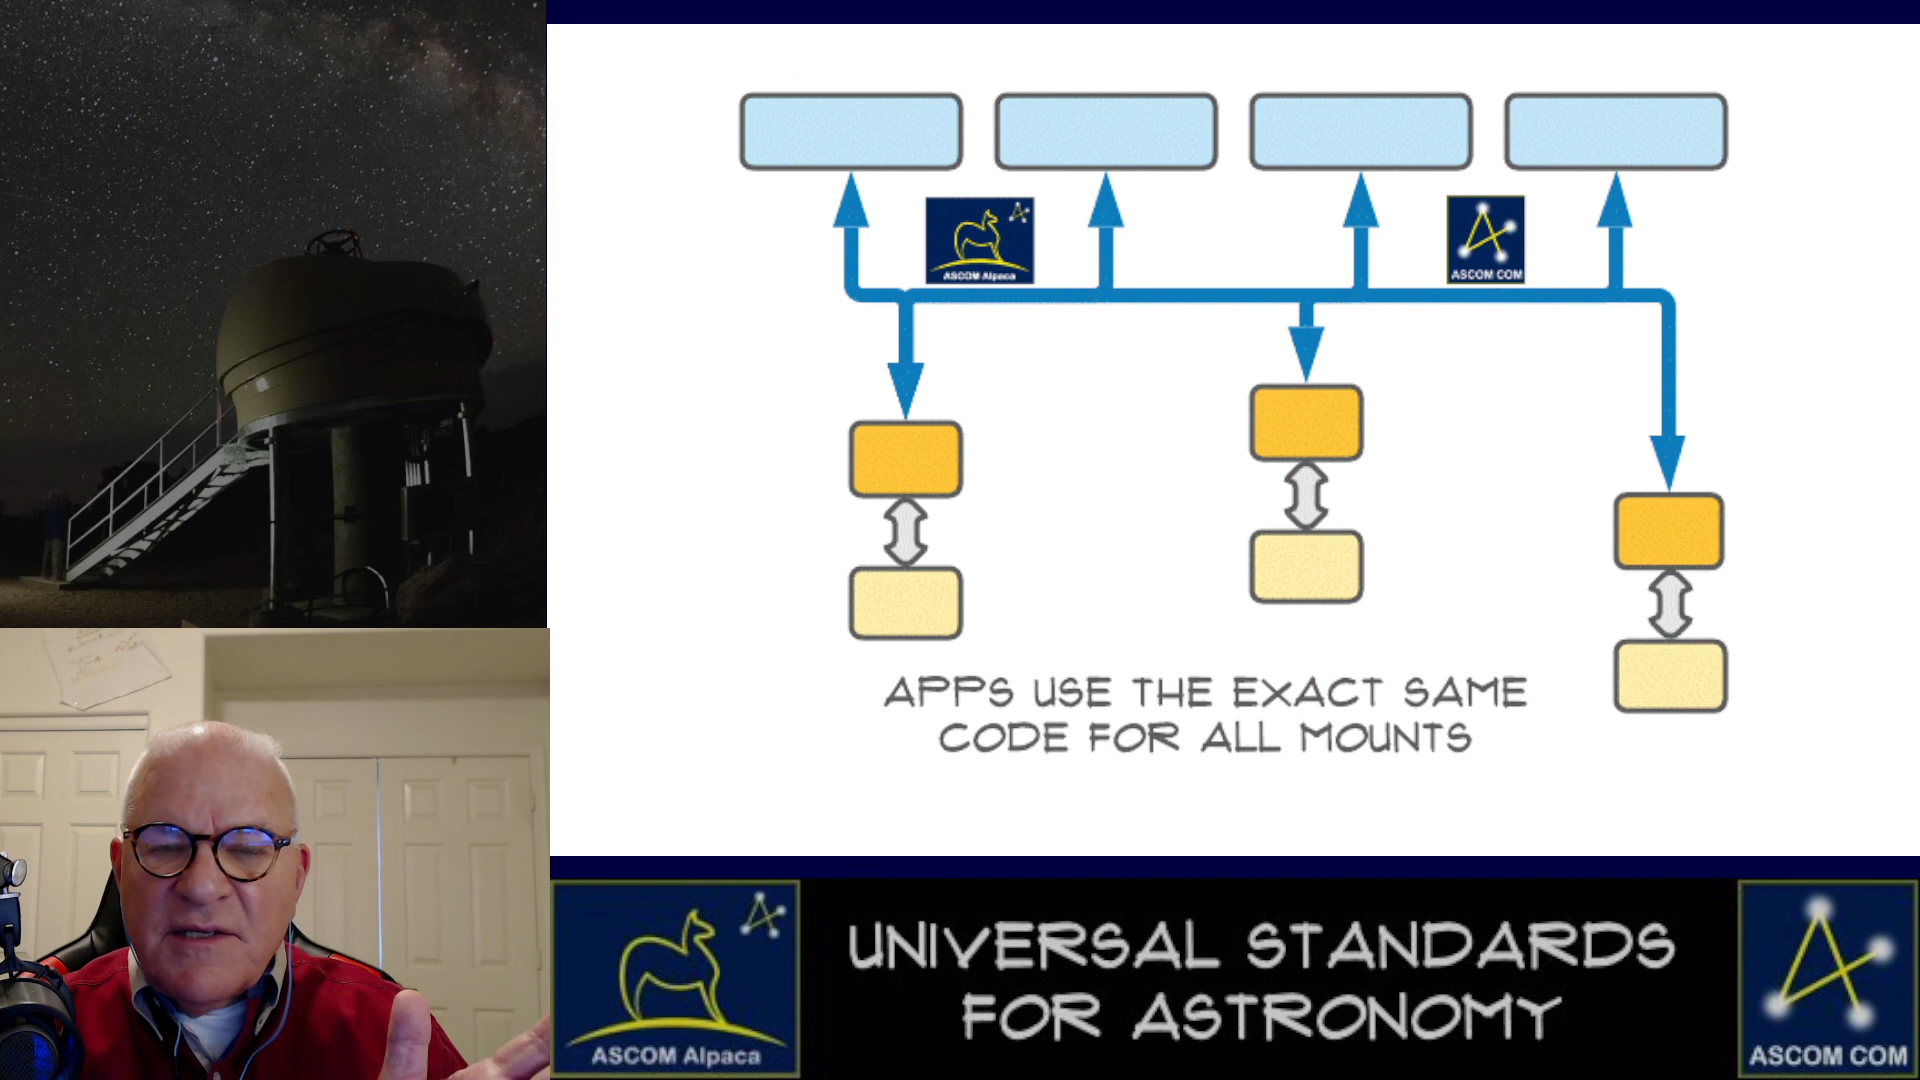 ASCOM Alpaca
ASCOM COM
APPS USE THE EXACT SAME
CODE FOR ALL MOUNTS
ASCOM Alpaca
UNIVERSAL STANDARDS
FOR ASTRONOMY
ASCOM COM